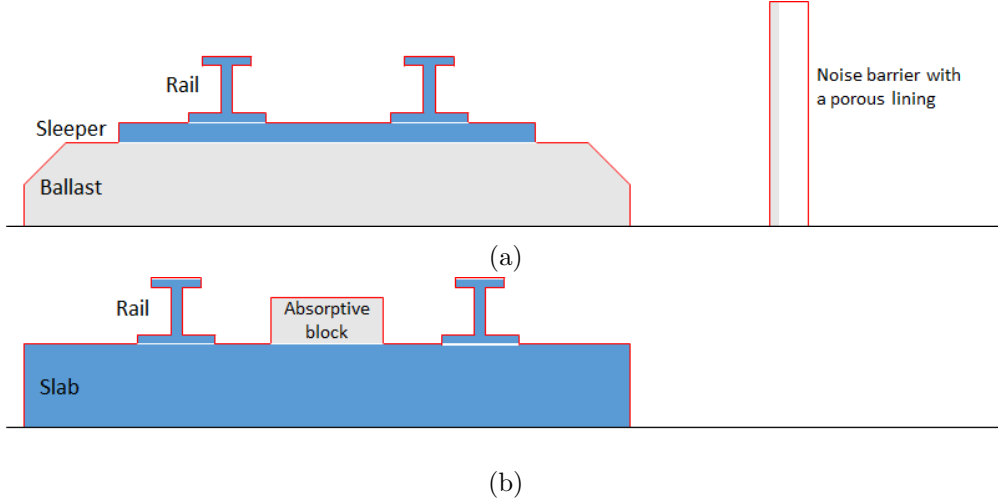 Rail
Noise barrier with
a porous lining
Sleeper
Ballast
(a)
Rail
Absorptive
block
Slab
(b)